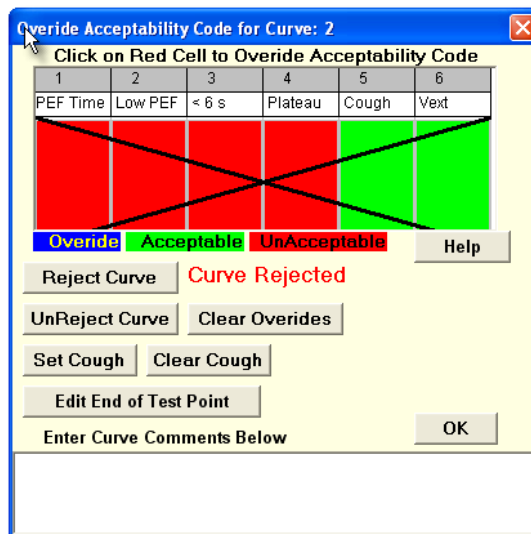 Overide Acceptability Code for Curve: 2
Click on Red Cell to Overide Acceptability Code
1 2 3 4 5 6
PEF Time Low PEF < 6 s Plateau Cough Vext
Overide Acceptable UnAcceptable Help
Reject Curve Curve Rejected
UnReject Curve Clear Overides
Set Cough Clear Cough
Edit End of Test Point
OK
Enter Curve Comments Below